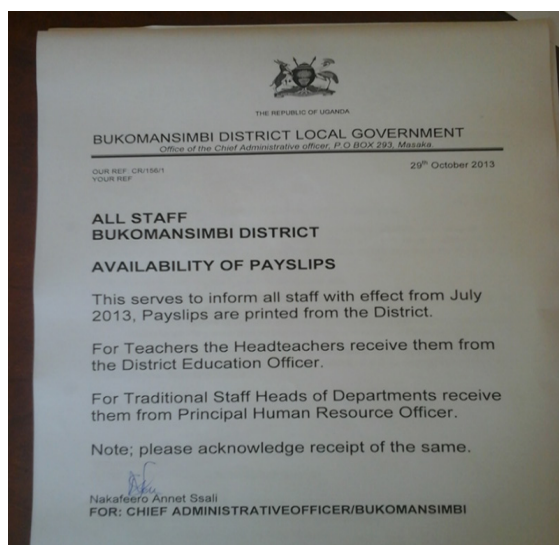 THE REPUBLIC OF UGANDA
BUKOMANSIMBI DISTRICT LOCAL GOVERNMENT
Office of the Chief Administrative officer, P.O BOX 293, Masaka.
OUR REF: CR/156/1
29th October 2013
YOUR REF
ALL STAFF
BUKOMANSIMBI DISTRICT
AVAILABILITY OF PAYSLIPS
This serves to inform all staff with effect from July
2013, Payslips are printed from the District.
For Teachers the Headteachers receive them from
the District Education Officer.
For Traditional Staff Heads of Departments receive
them from Principal Human Resource Officer.
Note; please acknowledge receipt of the same.
Nakafeero Annet Ssali
FOR: CHIEF ADMINISTRATIVEOFFICER/BUKOMANSIMBI